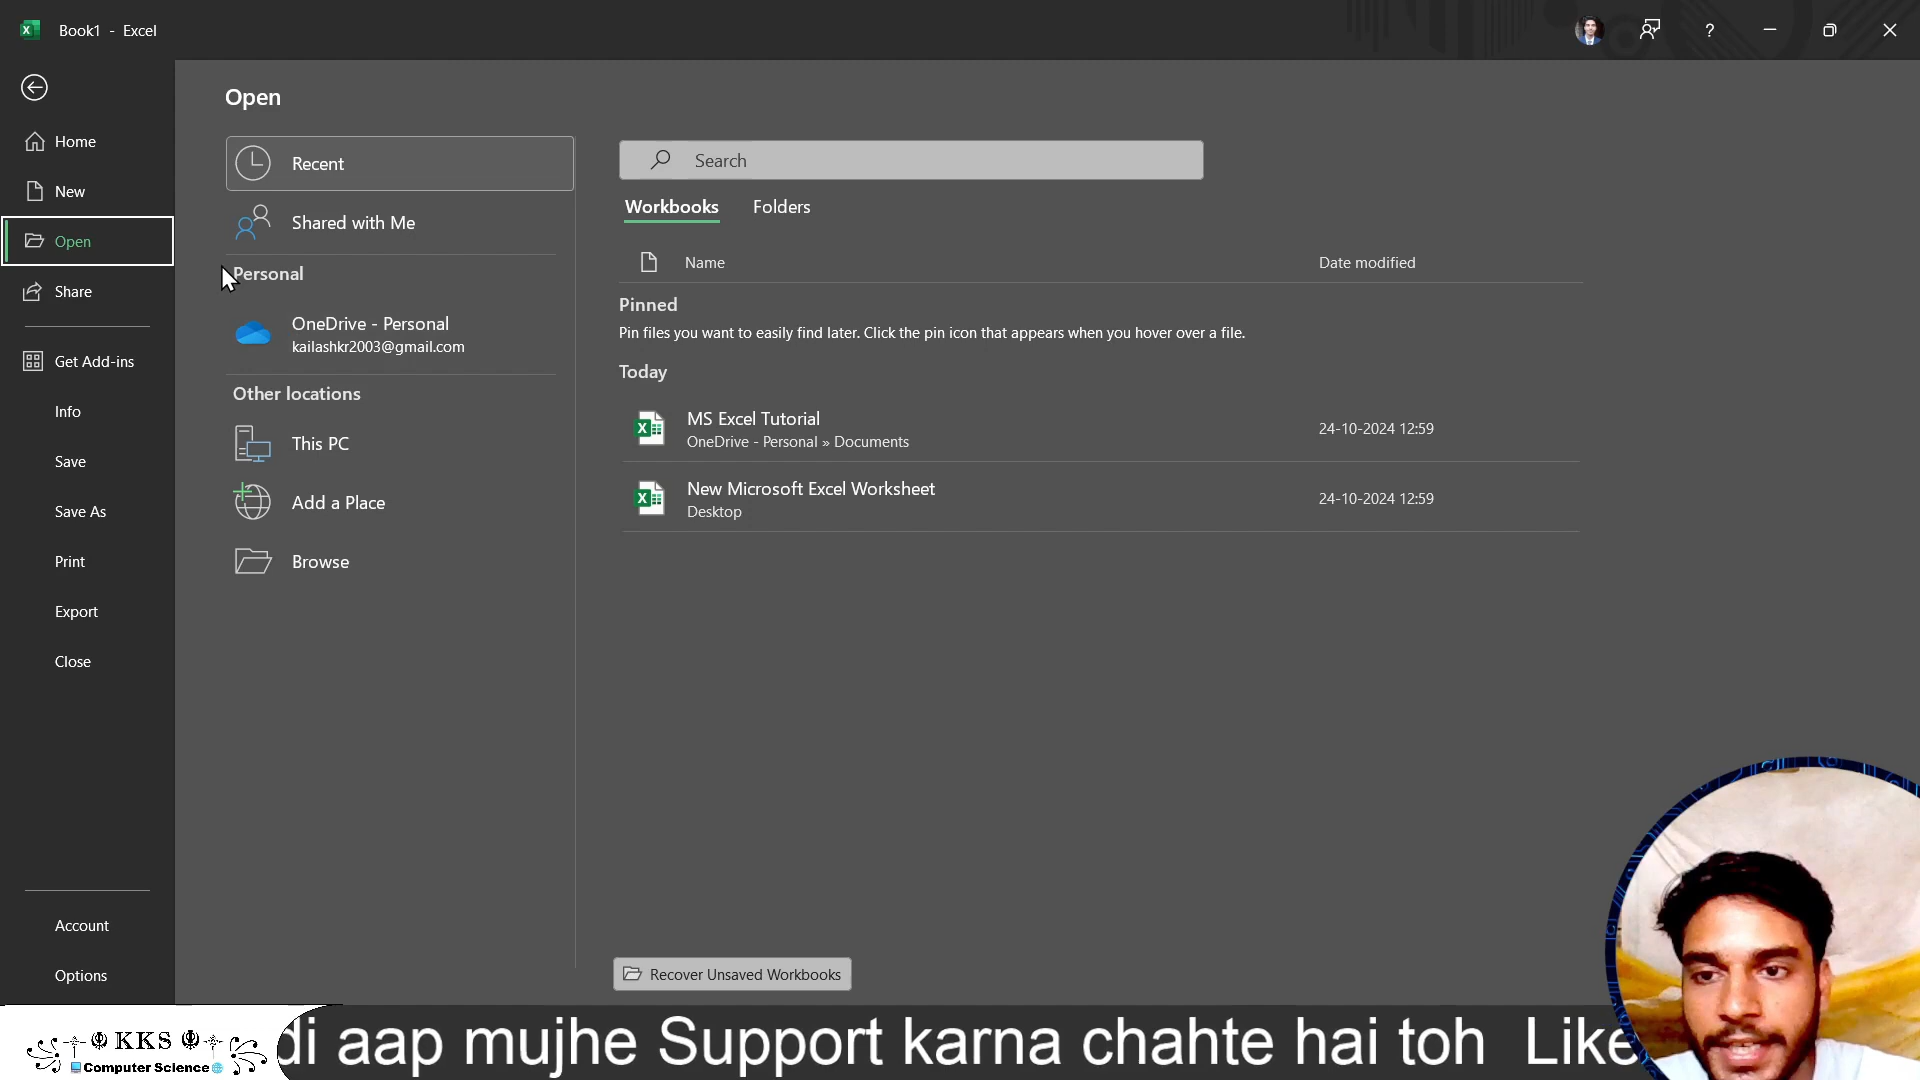 Book1 - Excel
?
Home
New
Open
Share
Get Add-ins
Info
Save
Save As
Print
Export
Close
Account
Options
Open
Recent
Shared with Me
Personal
OneDrive - Personal
kailashkr2003@gmail.com
Other locations
This PC
Add a Place
Browse
Search
Workbooks Folders
Name Date modified
Pinned
Pin files you want to easily find later. Click the pin icon that appears when you hover over a file.
Today
MS Excel Tutorial
OneDrive - Personal » Documents
24-10-2024 12:59
New Microsoft Excel Worksheet
Desktop
24-10-2024 12:59
Recover Unsaved Workbooks
KKS
Computer Science
di aap mujhe Support karna chahte hai toh Like